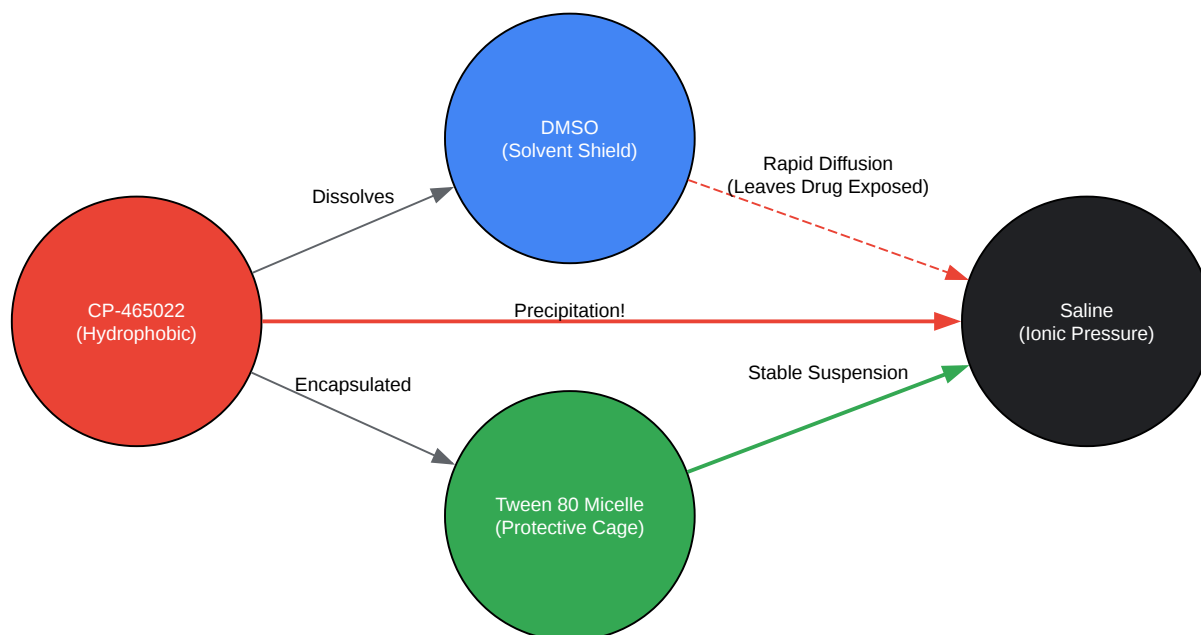 DMSO
(Solvent Shield)
Rapid Diffusion
(Leaves Drug Exposed)
Dissolves
CP-465022
(Hydrophobic)
Precipitation!
Saline
(Ionic Pressure)
Encapsulated
Stable Suspension
Tween 80 Micelle
(Protective Cage)